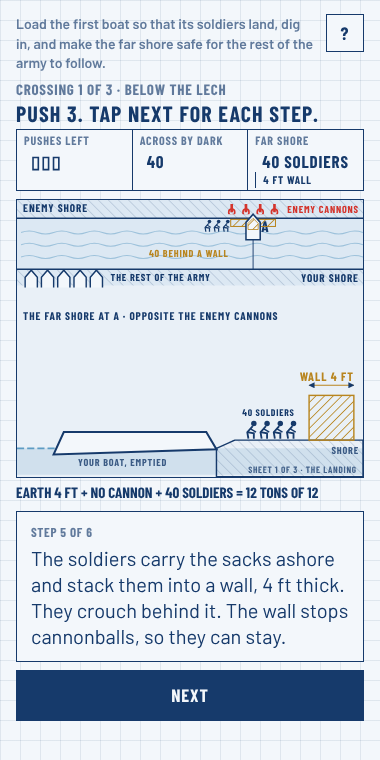 Load the first boat so that its soldiers land, dig
in, and make the far shore safe for the rest of the
army to follow.
?
CROSSING 1 OF 3 · BELOW THE LECH
PUSH 3. TAP NEXT FOR EACH STEP.
PUSHES LEFT
ACROSS BY DARK
40
FAR SHORE
40 SOLDIERS
4 FT WALL
ENEMY SHORE
ENEMY CANNONS
A
40 BEHIND A WALL
THE REST OF THE ARMY
YOUR SHORE
THE FAR SHORE AT A · OPPOSITE THE ENEMY CANNONS
WALL 4 FT
40 SOLDIERS
SHORE
YOUR BOAT, EMPTIED
SHEET 1 OF 3 · THE LANDING
EARTH 4 FT + NO CANNON + 40 SOLDIERS = 12 TONS OF 12
STEP 5 OF 6
The soldiers carry the sacks ashore
and stack them into a wall, 4 ft thick.
They crouch behind it. The wall stops
cannonballs, so they can stay.
NEXT